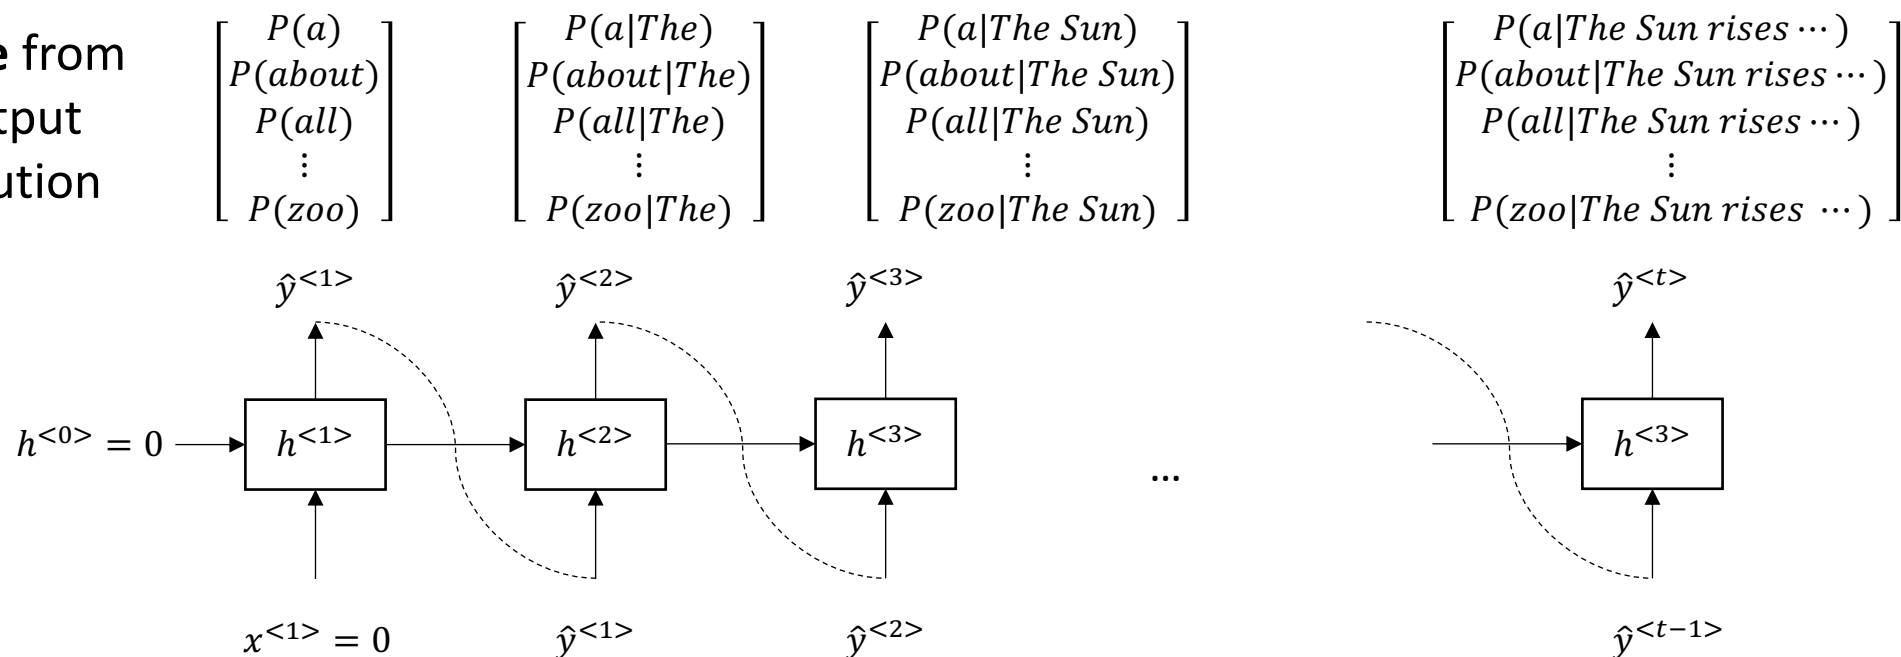 e from
tput
ution
P(a)
P(about)
P(all)
⋮
P(zoo)
P(a|The)
P(about|The)
P(all|The)
⋮
P(zoo|The)
P(a|The Sun)
P(about|The Sun)
P(all|The Sun)
⋮
P(zoo|The Sun)
P(a|The Sun rises ⋯)
P(about|The Sun rises ⋯)
P(all|The Sun rises ⋯)
⋮
P(zoo|The Sun rises ⋯)
ŷ<1>
ŷ<2>
ŷ<3>
ŷ<t>
h<0> = 0
h<1>
h<2>
h<3>
...
h<3>
x<1> = 0
ŷ<1>
ŷ<2>
ŷ<t−1>